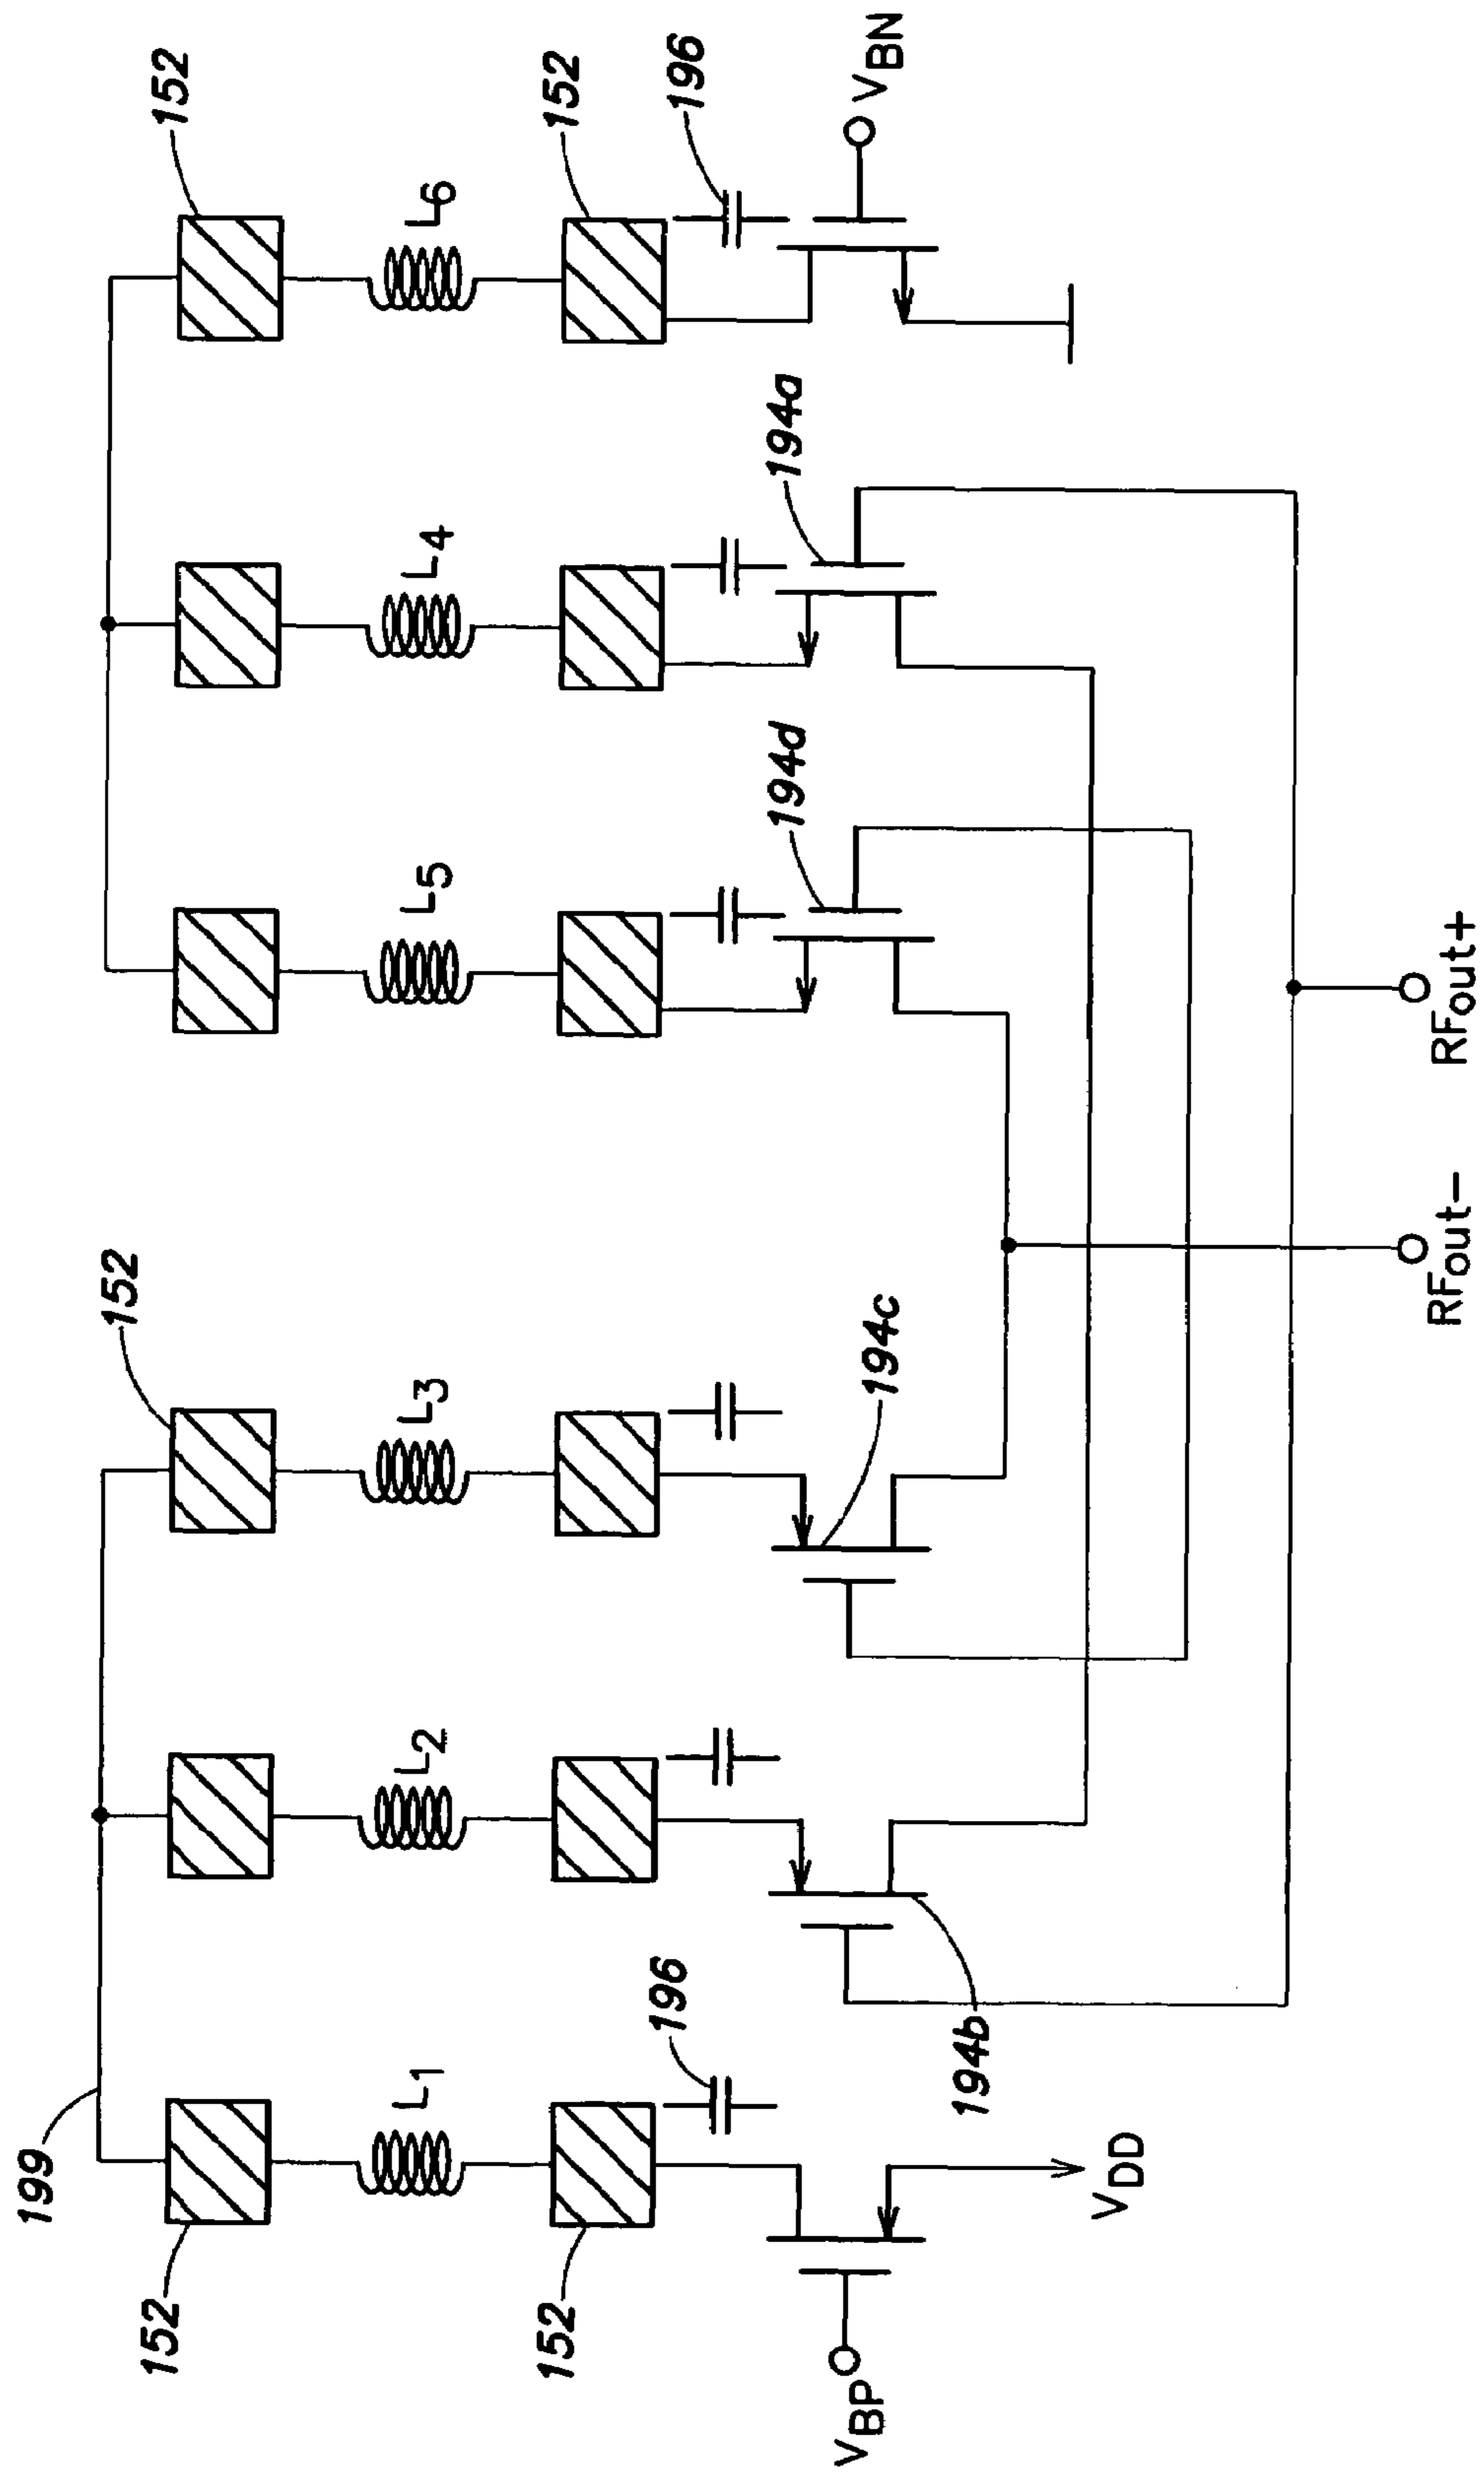 199
152
152
152
L1
L2
L3
L5
L4
L6
152
152
196
196
194b
194c
194d
194a
VBP
VDD
VBN
RFout−
RFout+